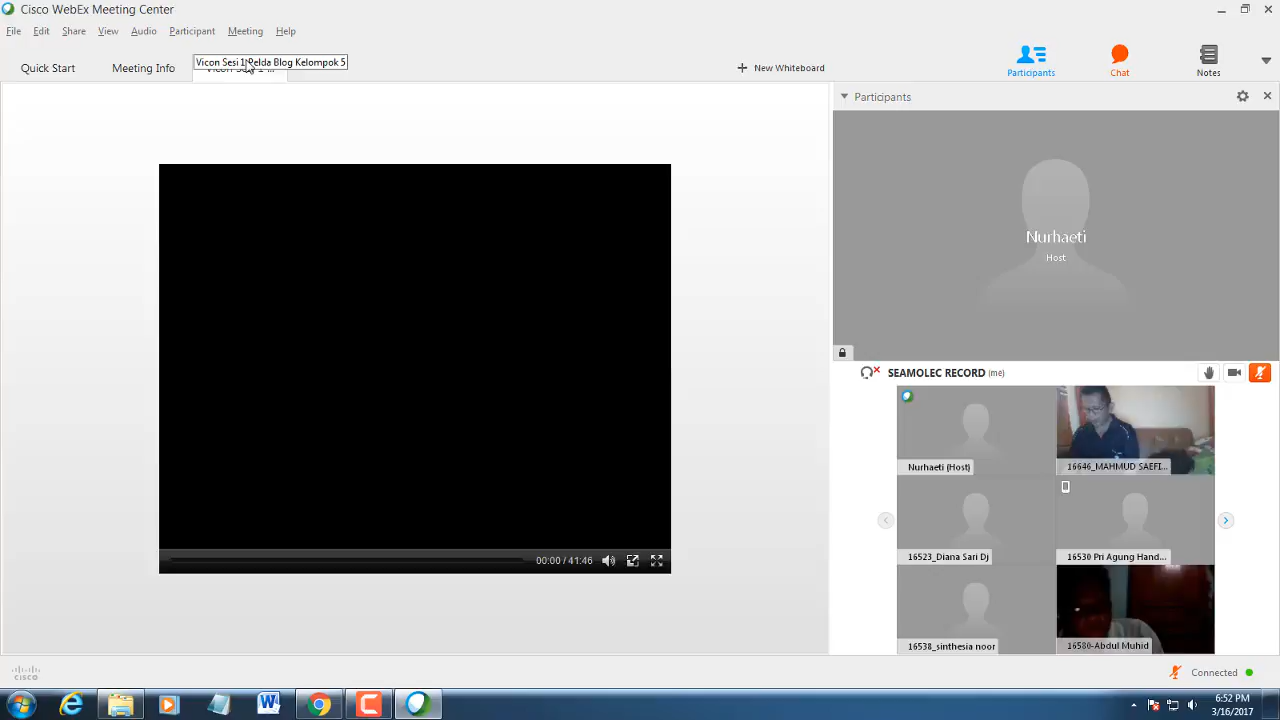 Cisco WebEx Meeting Center
File Edit Share View Audio Participant Meeting Help
Vicon Sesi 1 Pelda Blog Kelompok 5
Quick Start Meeting Info New Whiteboard
Participants Chat Notes
Participants
Nurhaeti
Host
SEAMOLEC RECORD (me)
Nurhaeti (Host) 16646_MAHMUD SAEFI...
16523_Diana Sari Dj 16530 Pri Agung Hand...
00:00 / 41:46
16538_sinthesia noor 16580-Abdul Muhid
cisco
Connected
6:52 PM
3/16/2017